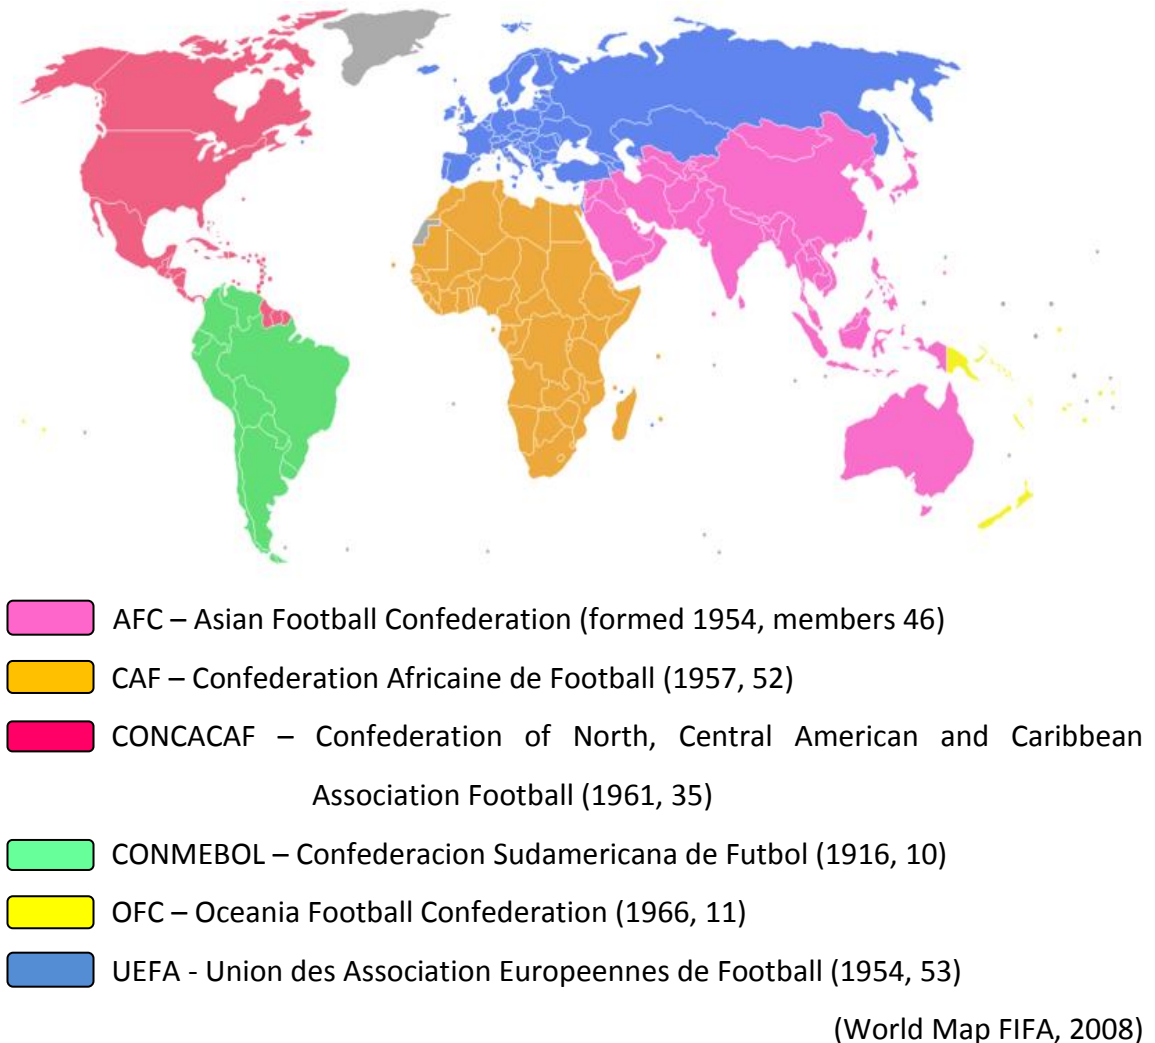 AFC – Asian Football Confederation (formed 1954, members 46)
CAF – Confederation Africaine de Football (1957, 52)
CONCACAF – Confederation of North, Central American and Caribbean
Association Football (1961, 35)
CONMEBOL – Confederacion Sudamericana de Futbol (1916, 10)
OFC – Oceania Football Confederation (1966, 11)
UEFA - Union des Association Europeennes de Football (1954, 53)
(World Map FIFA, 2008)